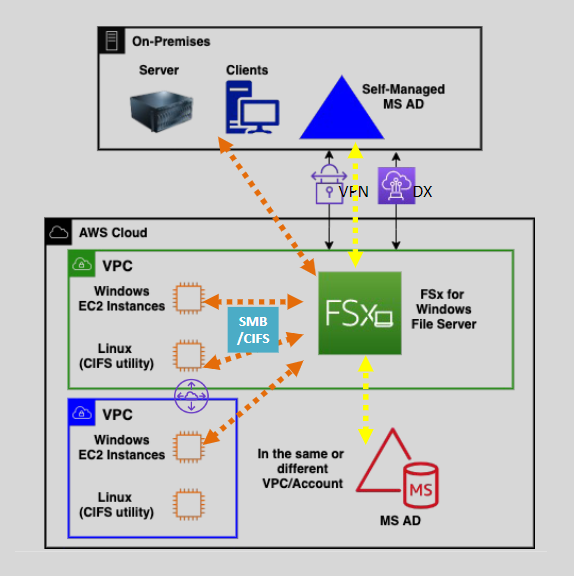 On-Premises
Server
Clients
Self-Managed
MS AD
VPN
DX
AWS Cloud
VPC
Windows
EC2 Instances
SMB
/CIFS
FSx
FSx for
Windows
File Server
Linux
(CIFS utility)
VPC
Windows
EC2 Instances
In the same or
different
VPC/Account
Linux
(CIFS utility)
MS
MS AD